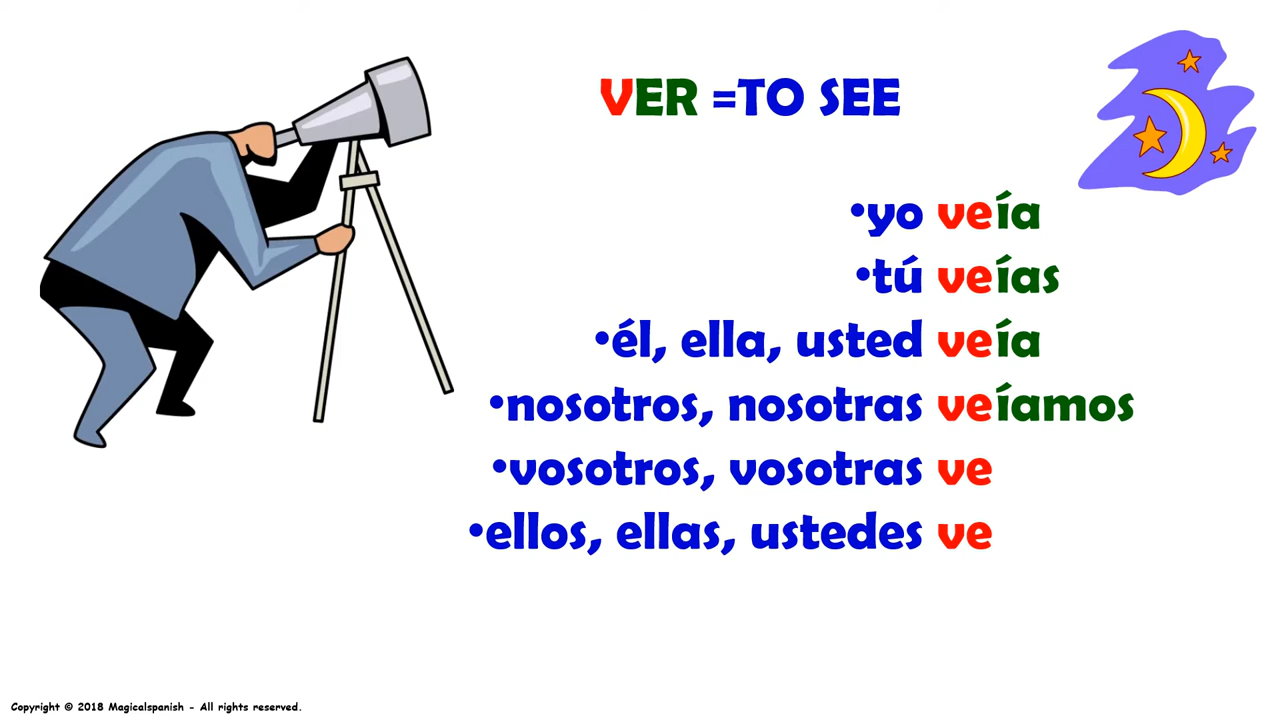 VER =TO SEE
•yo veía
•tú veías
•él, ella, usted veía
•nosotros, nosotras veíamos
•vosotros, vosotras ve
•ellos, ellas, ustedes ve
Copyright © 2018 Magicalspanish - All rights reserved.